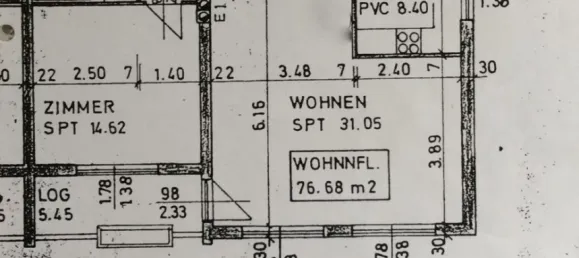 E1
PVC 8.40
1.38
22 2.50 7 1.40 22 3.48 7 2.40 7 30
ZIMMER
SPT 14.62
6.16
WOHNEN
SPT 31.05
3.89
WOHNNFL.
76.68 m2
LOG
5.45
1.78
1.38
98
2.33
30
78
38
30